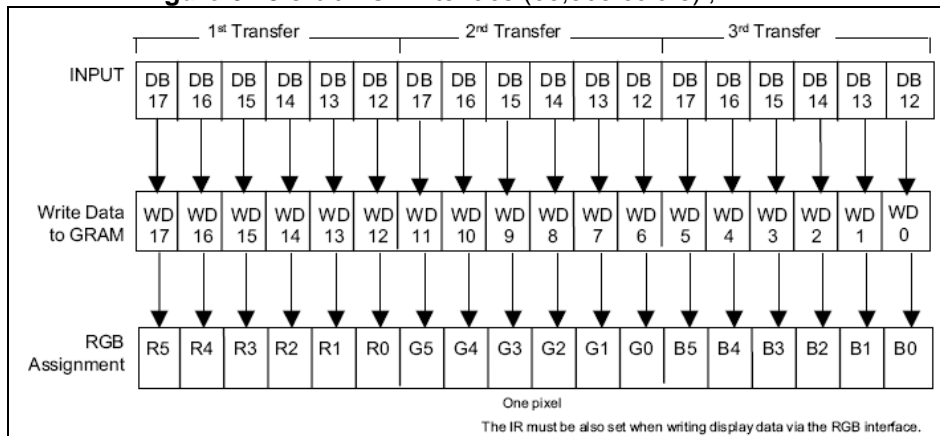 1st Transfer 2nd Transfer 3rd Transfer
INPUT DB DB DB DB DB DB DB DB DB DB DB DB DB DB DB DB DB DB
17 16 15 14 13 12 17 16 15 14 13 12 17 16 15 14 13 12
Write Data WD WD WD WD WD WD WD WD WD WD WD WD WD WD WD WD WD WD
to GRAM 17 16 15 14 13 12 11 10 9 8 7 6 5 4 3 2 1 0
RGB R5 R4 R3 R2 R1 R0 G5 G4 G3 G2 G1 G0 B5 B4 B3 B2 B1 B0
Assignment
One pixel
The IR must be also set when writing display data via the RGB interface.